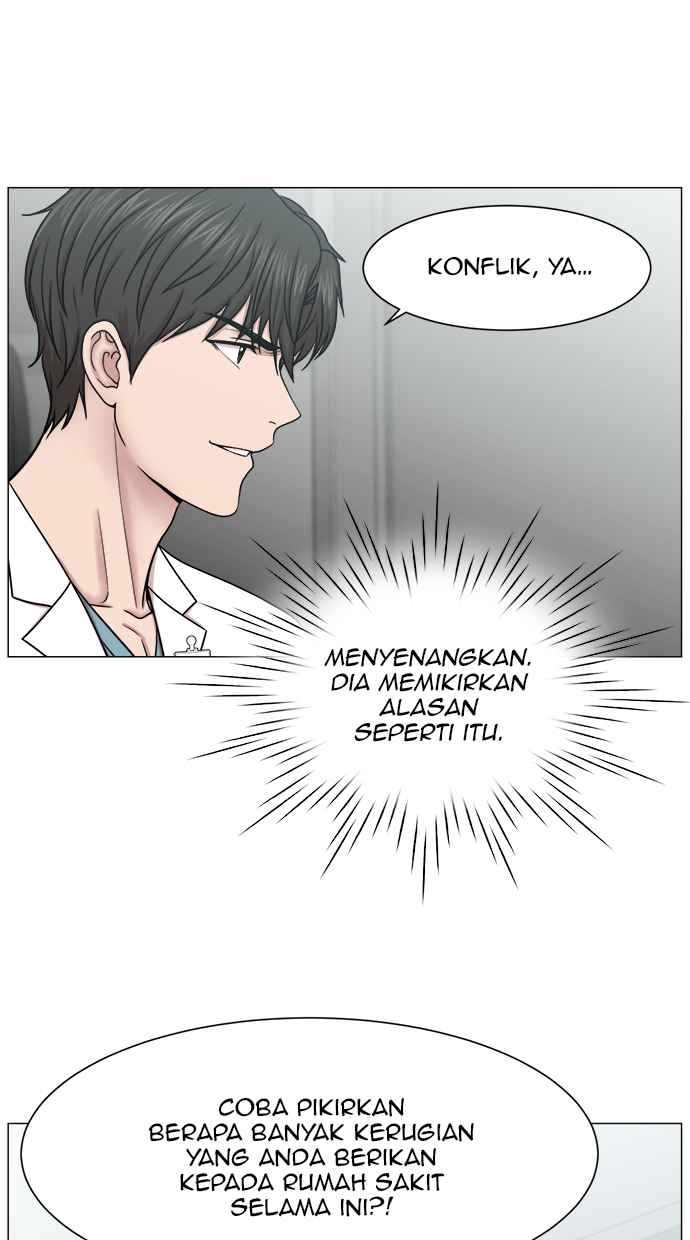 KONFLIK, YA...
MENYENANGKAN.
DIA MEMIKIRKAN
ALASAN
SEPERTI ITU.
COBA PIKIRKAN
BERAPA BANYAK KERUGIAN
YANG ANDA BERIKAN
KEPADA RUMAH SAKIT
SELAMA INI?!